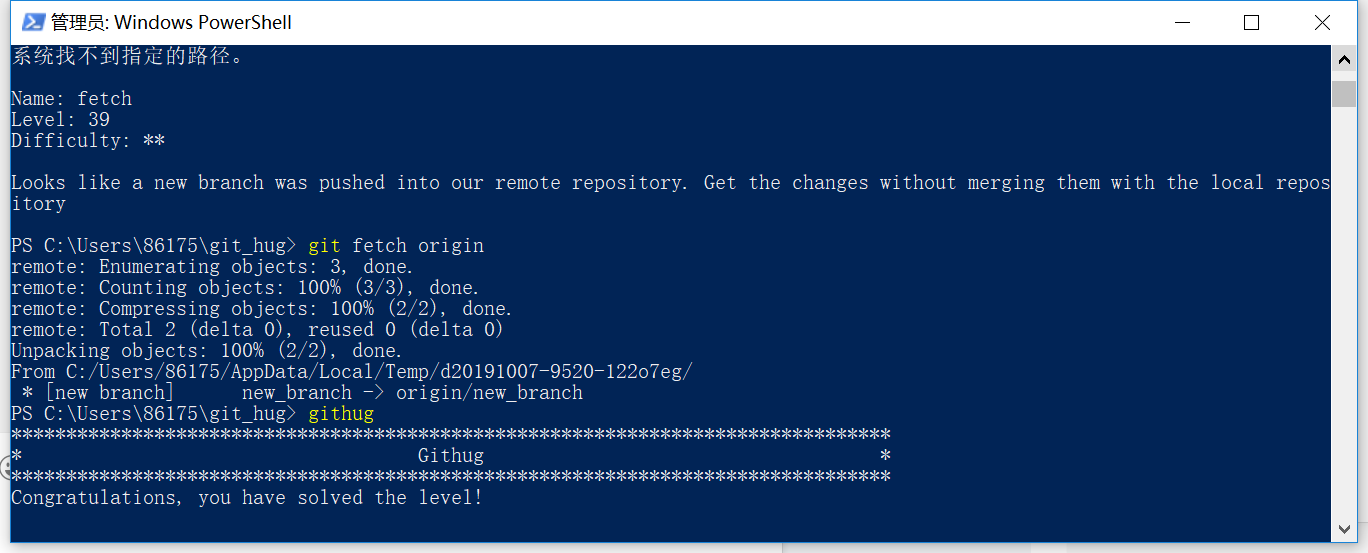 管理员: Windows PowerShell
系统找不到指定的路径。
Name: fetch
Level: 39
Difficulty: **
Looks like a new branch was pushed into our remote repository. Get the changes without merging them with the local repos
itory
PS C:\Users\86175\git_hug> git fetch origin
remote: Enumerating objects: 3, done.
remote: Counting objects: 100% (3/3), done.
remote: Compressing objects: 100% (2/2), done.
remote: Total 2 (delta 0), reused 0 (delta 0)
Unpacking objects: 100% (2/2), done.
From C:/Users/86175/AppData/Local/Temp/d20191007-9520-122o7eg/
 * [new branch]      new_branch -> origin/new_branch
PS C:\Users\86175\git_hug> githug
********************************************************************************
*                                    Githug                                    *
********************************************************************************
Congratulations, you have solved the level!